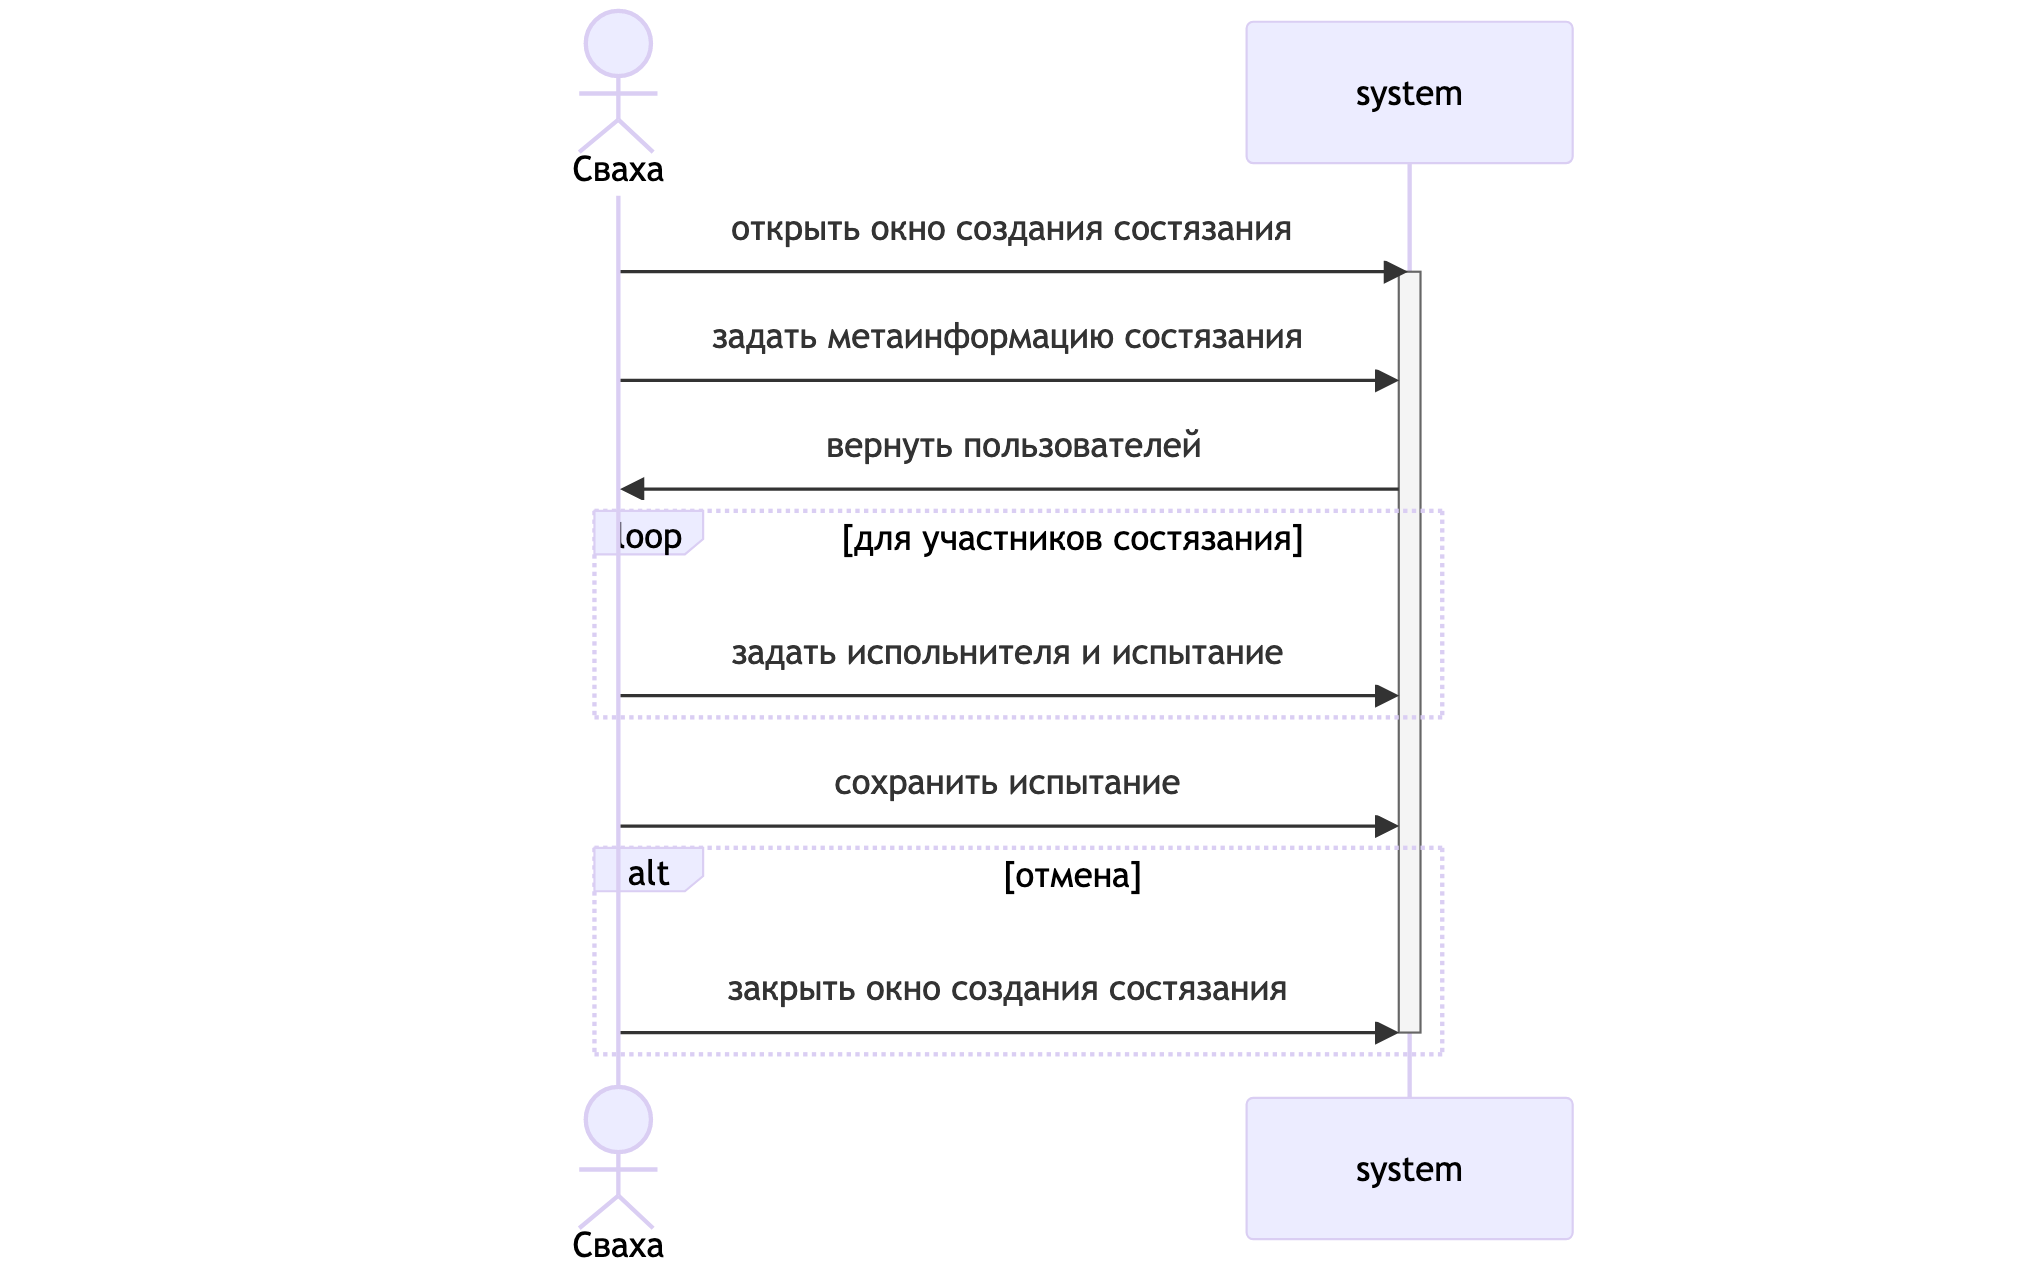 Сваха
system
открыть окно создания состязания
задать метаинформацию состязания
вернуть пользователей
loop
[для участников состязания]
задать испольнителя и испытание
сохранить испытание
alt
[отмена]
закрыть окно создания состязания
Сваха
system